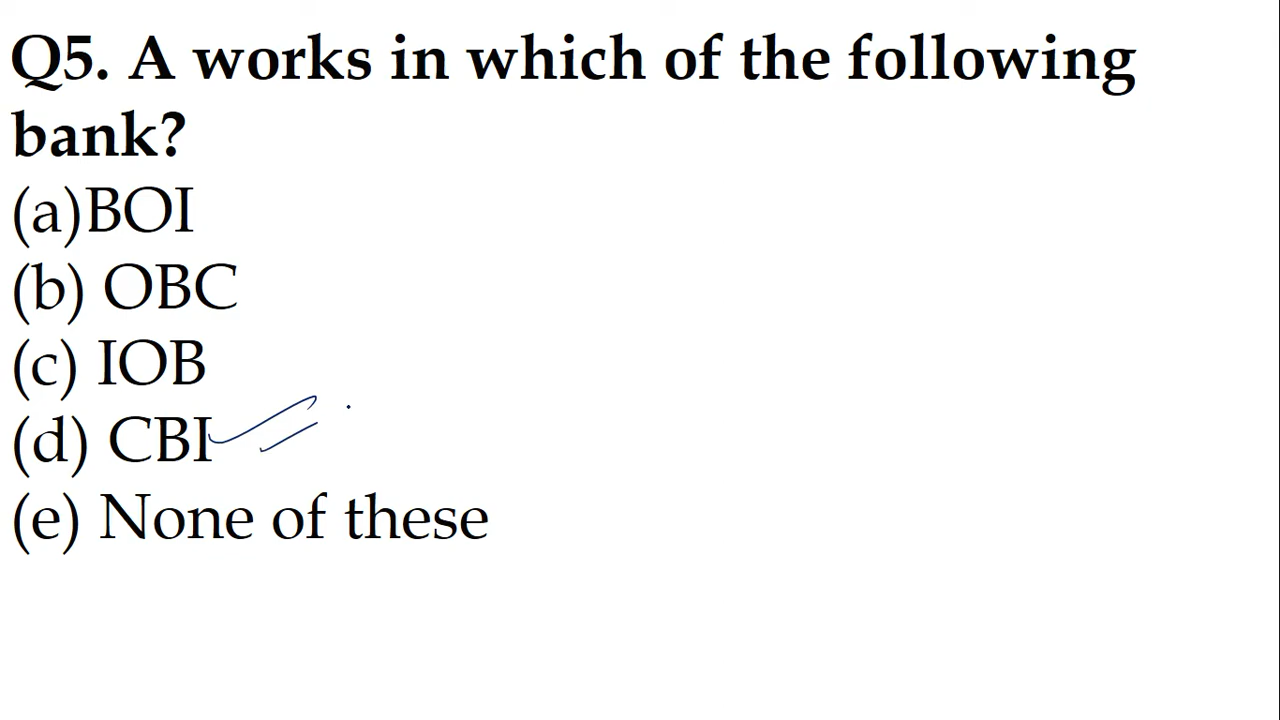 Q5. A works in which of the following
bank?
(a)BOI
(b) OBC
(c) IOB
(d) CBI
(e) None of these